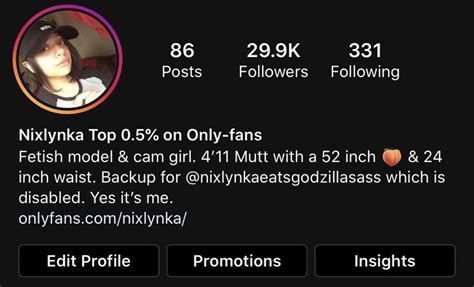 86 29.9K 331
Posts Followers Following
Nixlynka Top 0.5% on Only-fans
Fetish model & cam girl. 4’11 Mutt with a 52 inch 🍑 & 24
inch waist. Backup for @nixlynkaeatsgodzillasass which is
disabled. Yes it’s me.
onlyfans.com/nixlynka/
Edit Profile Promotions Insights